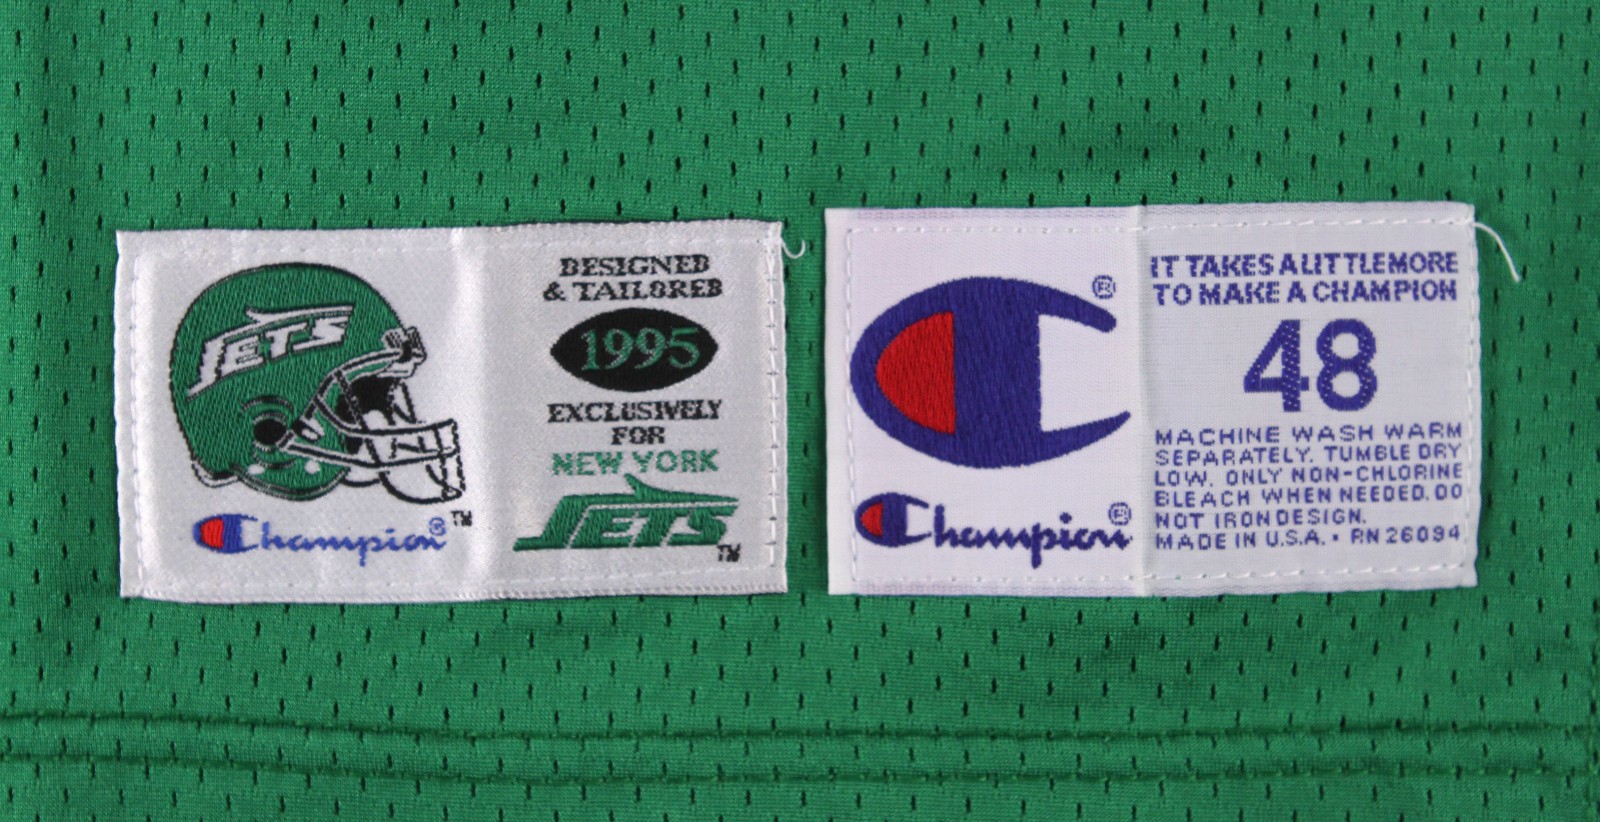 JETS
Champion® ™
DESIGNED
& TAILORED
1995
EXCLUSIVELY
FOR
NEW YORK
JETS
™
®
Champion®
IT TAKES A LITTLE MORE
TO MAKE A CHAMPION
48
MACHINE WASH WARM
SEPARATELY. TUMBLE DRY
LOW. ONLY NON-CHLORINE
BLEACH WHEN NEEDED. DO
NOT IRON DESIGN.
MADE IN U.S.A. • RN 26094